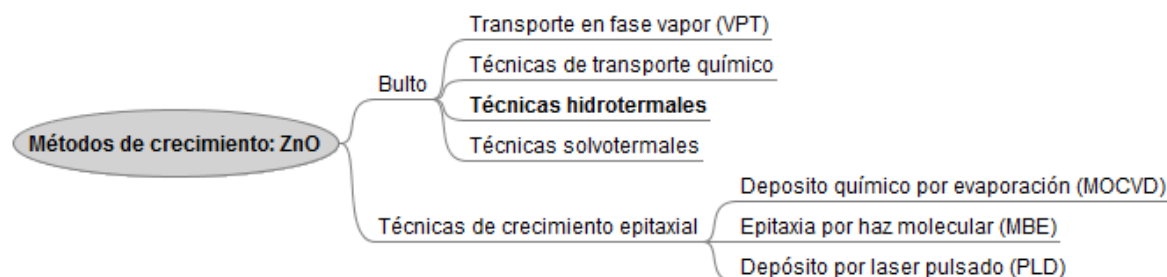 Métodos de crecimiento: ZnO
Bulto
Transporte en fase vapor (VPT)
Técnicas de transporte químico
Técnicas hidrotermales
Técnicas solvotermales
Técnicas de crecimiento epitaxial
Deposito químico por evaporación (MOCVD)
Epitaxia por haz molecular (MBE)
Depósito por laser pulsado (PLD)